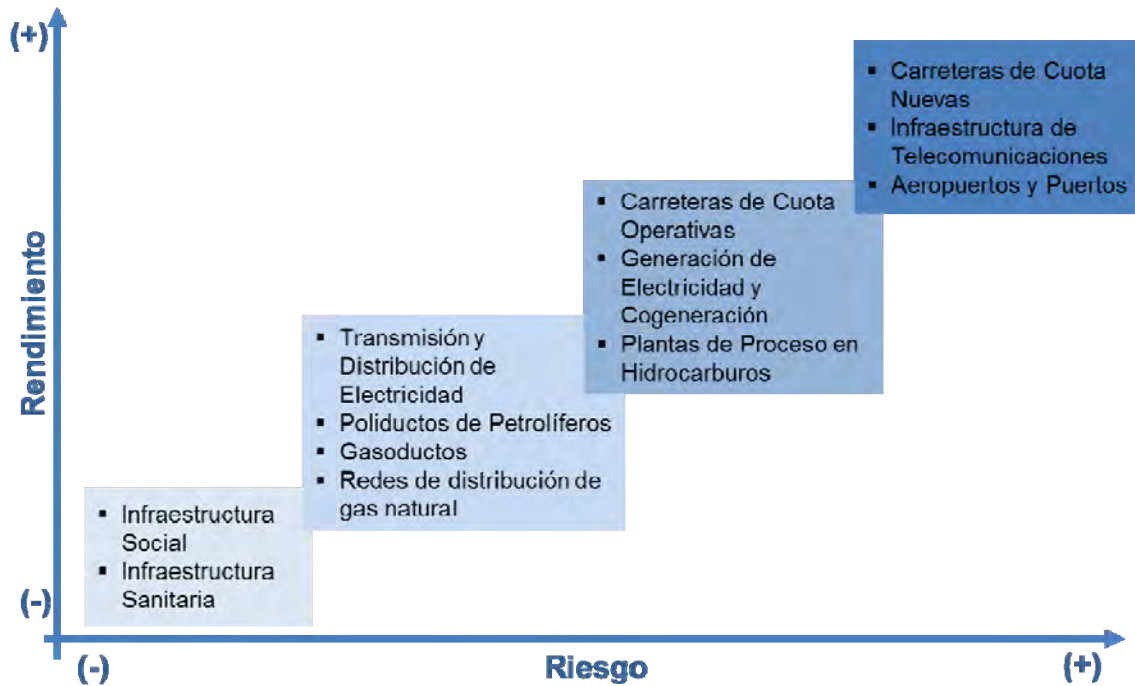 (+)
Rendimiento
(-)
▪ Carreteras de Cuota
Nuevas
▪ Infraestructura de
Telecomunicaciones
▪ Aeropuertos y Puertos
▪ Carreteras de Cuota
Operativas
▪ Generación de
Electricidad y
Cogeneración
▪ Plantas de Proceso en
Hidrocarburos
▪ Transmisión y
Distribución de
Electricidad
▪ Poliductos de Petrolíferos
▪ Gasoductos
▪ Redes de distribución de
gas natural
▪ Infraestructura
Social
▪ Infraestructura
Sanitaria
(-)
Riesgo
(+)